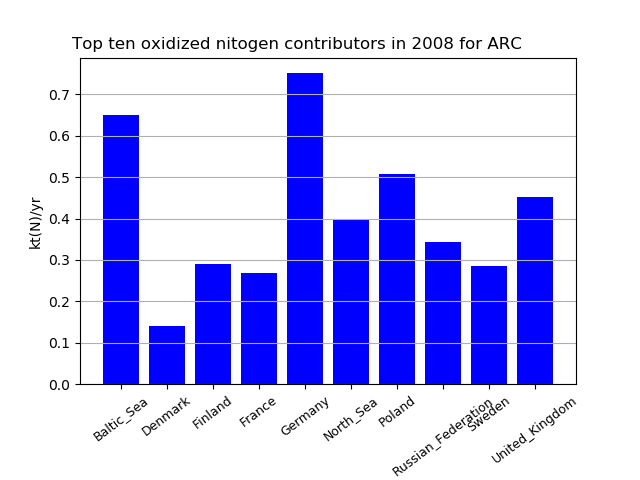 Top ten oxidized nitogen contributors in 2008 for ARC
kt(N)/yr
0.7
0.6
0.5
0.4
0.3
0.2
0.1
0.0
Baltic_Sea
Denmark
Finland
France
Germany
North_Sea
Poland
Russian_Federation
Sweden
United_Kingdom